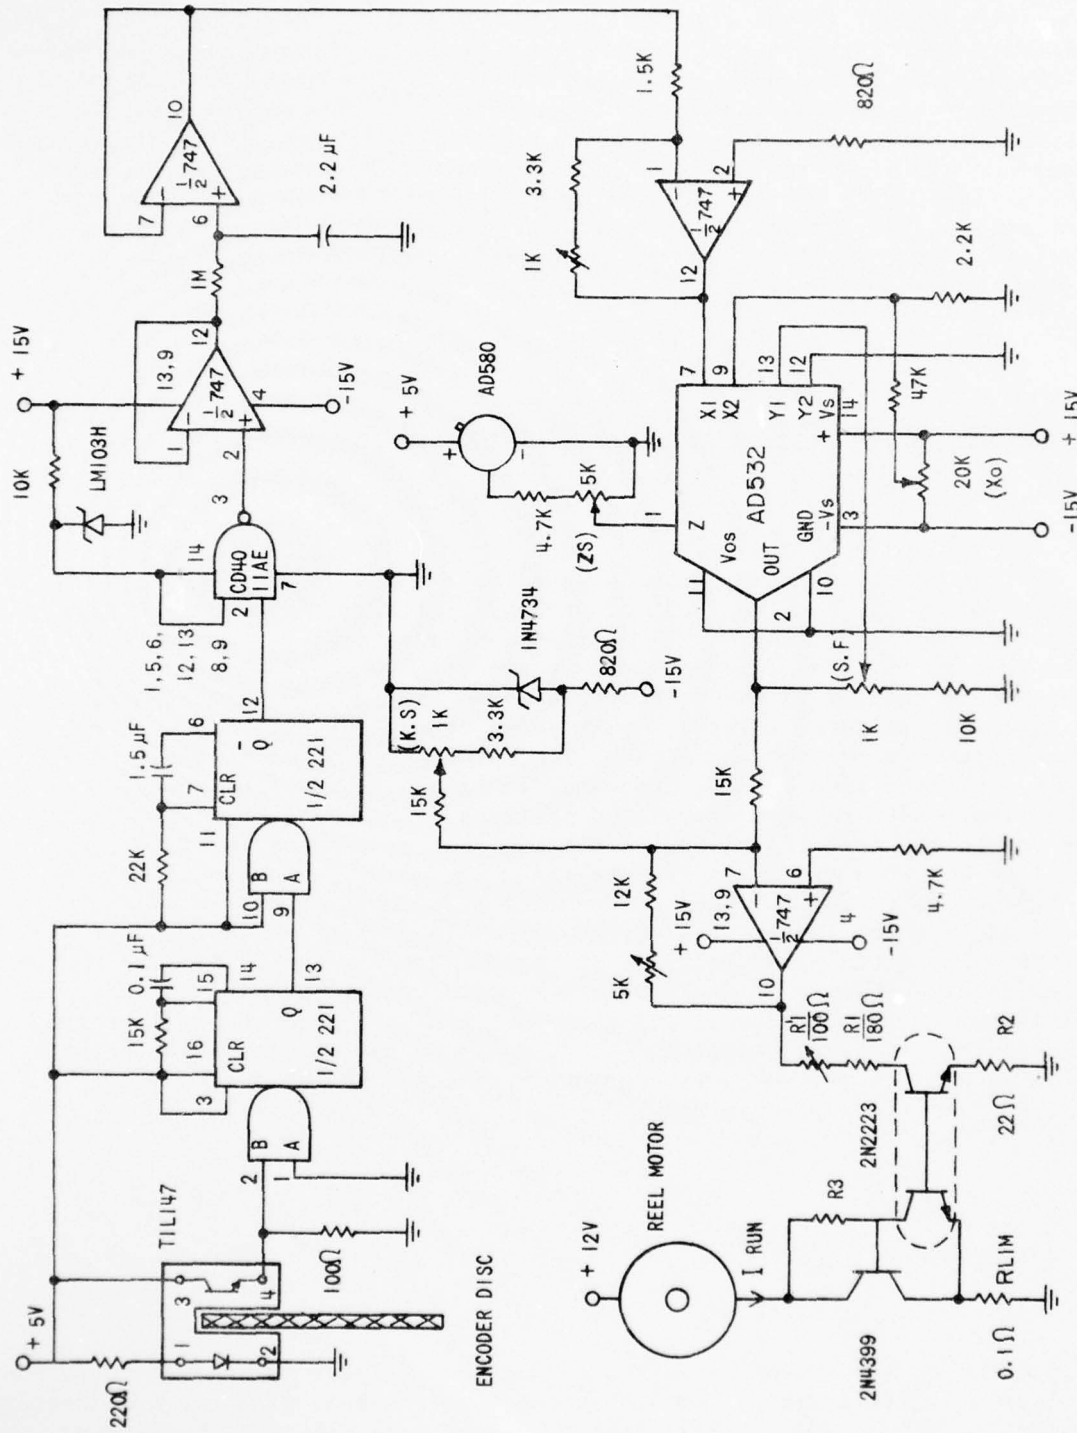 + 5V
220Ω
TIL147
1
2
3
4
100Ω
ENCODER DISC
2
1
B
A
3
16
CLR
15K
0.1 µF
15
14
Q
13
1/2 221
10
9
B
A
11
22K
7
CLR
1.5 µF
6
Q
12
1/2 221
1,5,6,
12,13
8,9
2
14
CD40
11AE
7
3
10K
LM103H
+ 15V
1
2
-
+
13,9
1/2 747
4
12
-15V
1M
7
6
-
+
1/2 747
10
2.2 µF
(K.S)
1K
15K
3.3K
1N4734
820Ω
-15V
+ 5V
AD580
+
-
4.7K
5K
(ZS)
1
Z
1K
3.3K
1.5K
1
2
-
+
1/2 747
12
820Ω
7
9
13
12
X1
X2
Y1
Y2
+ Vs
14
AD532
Vos
OUT
GND
-Vs
3
11
2
10
47K
2.2K
20K
(Xo)
+ 15V
-15V
(S.F.)
1K
10K
15K
12K
5K
+ 15V
13,9
7
6
-
+
1/2 747
4
10
-15V
4.7K
R'1
100Ω
R1
180Ω
2N2223
R2
22Ω
+ 12V
REEL MOTOR
I RUN
R3
2N4399
RLIM
0.1Ω